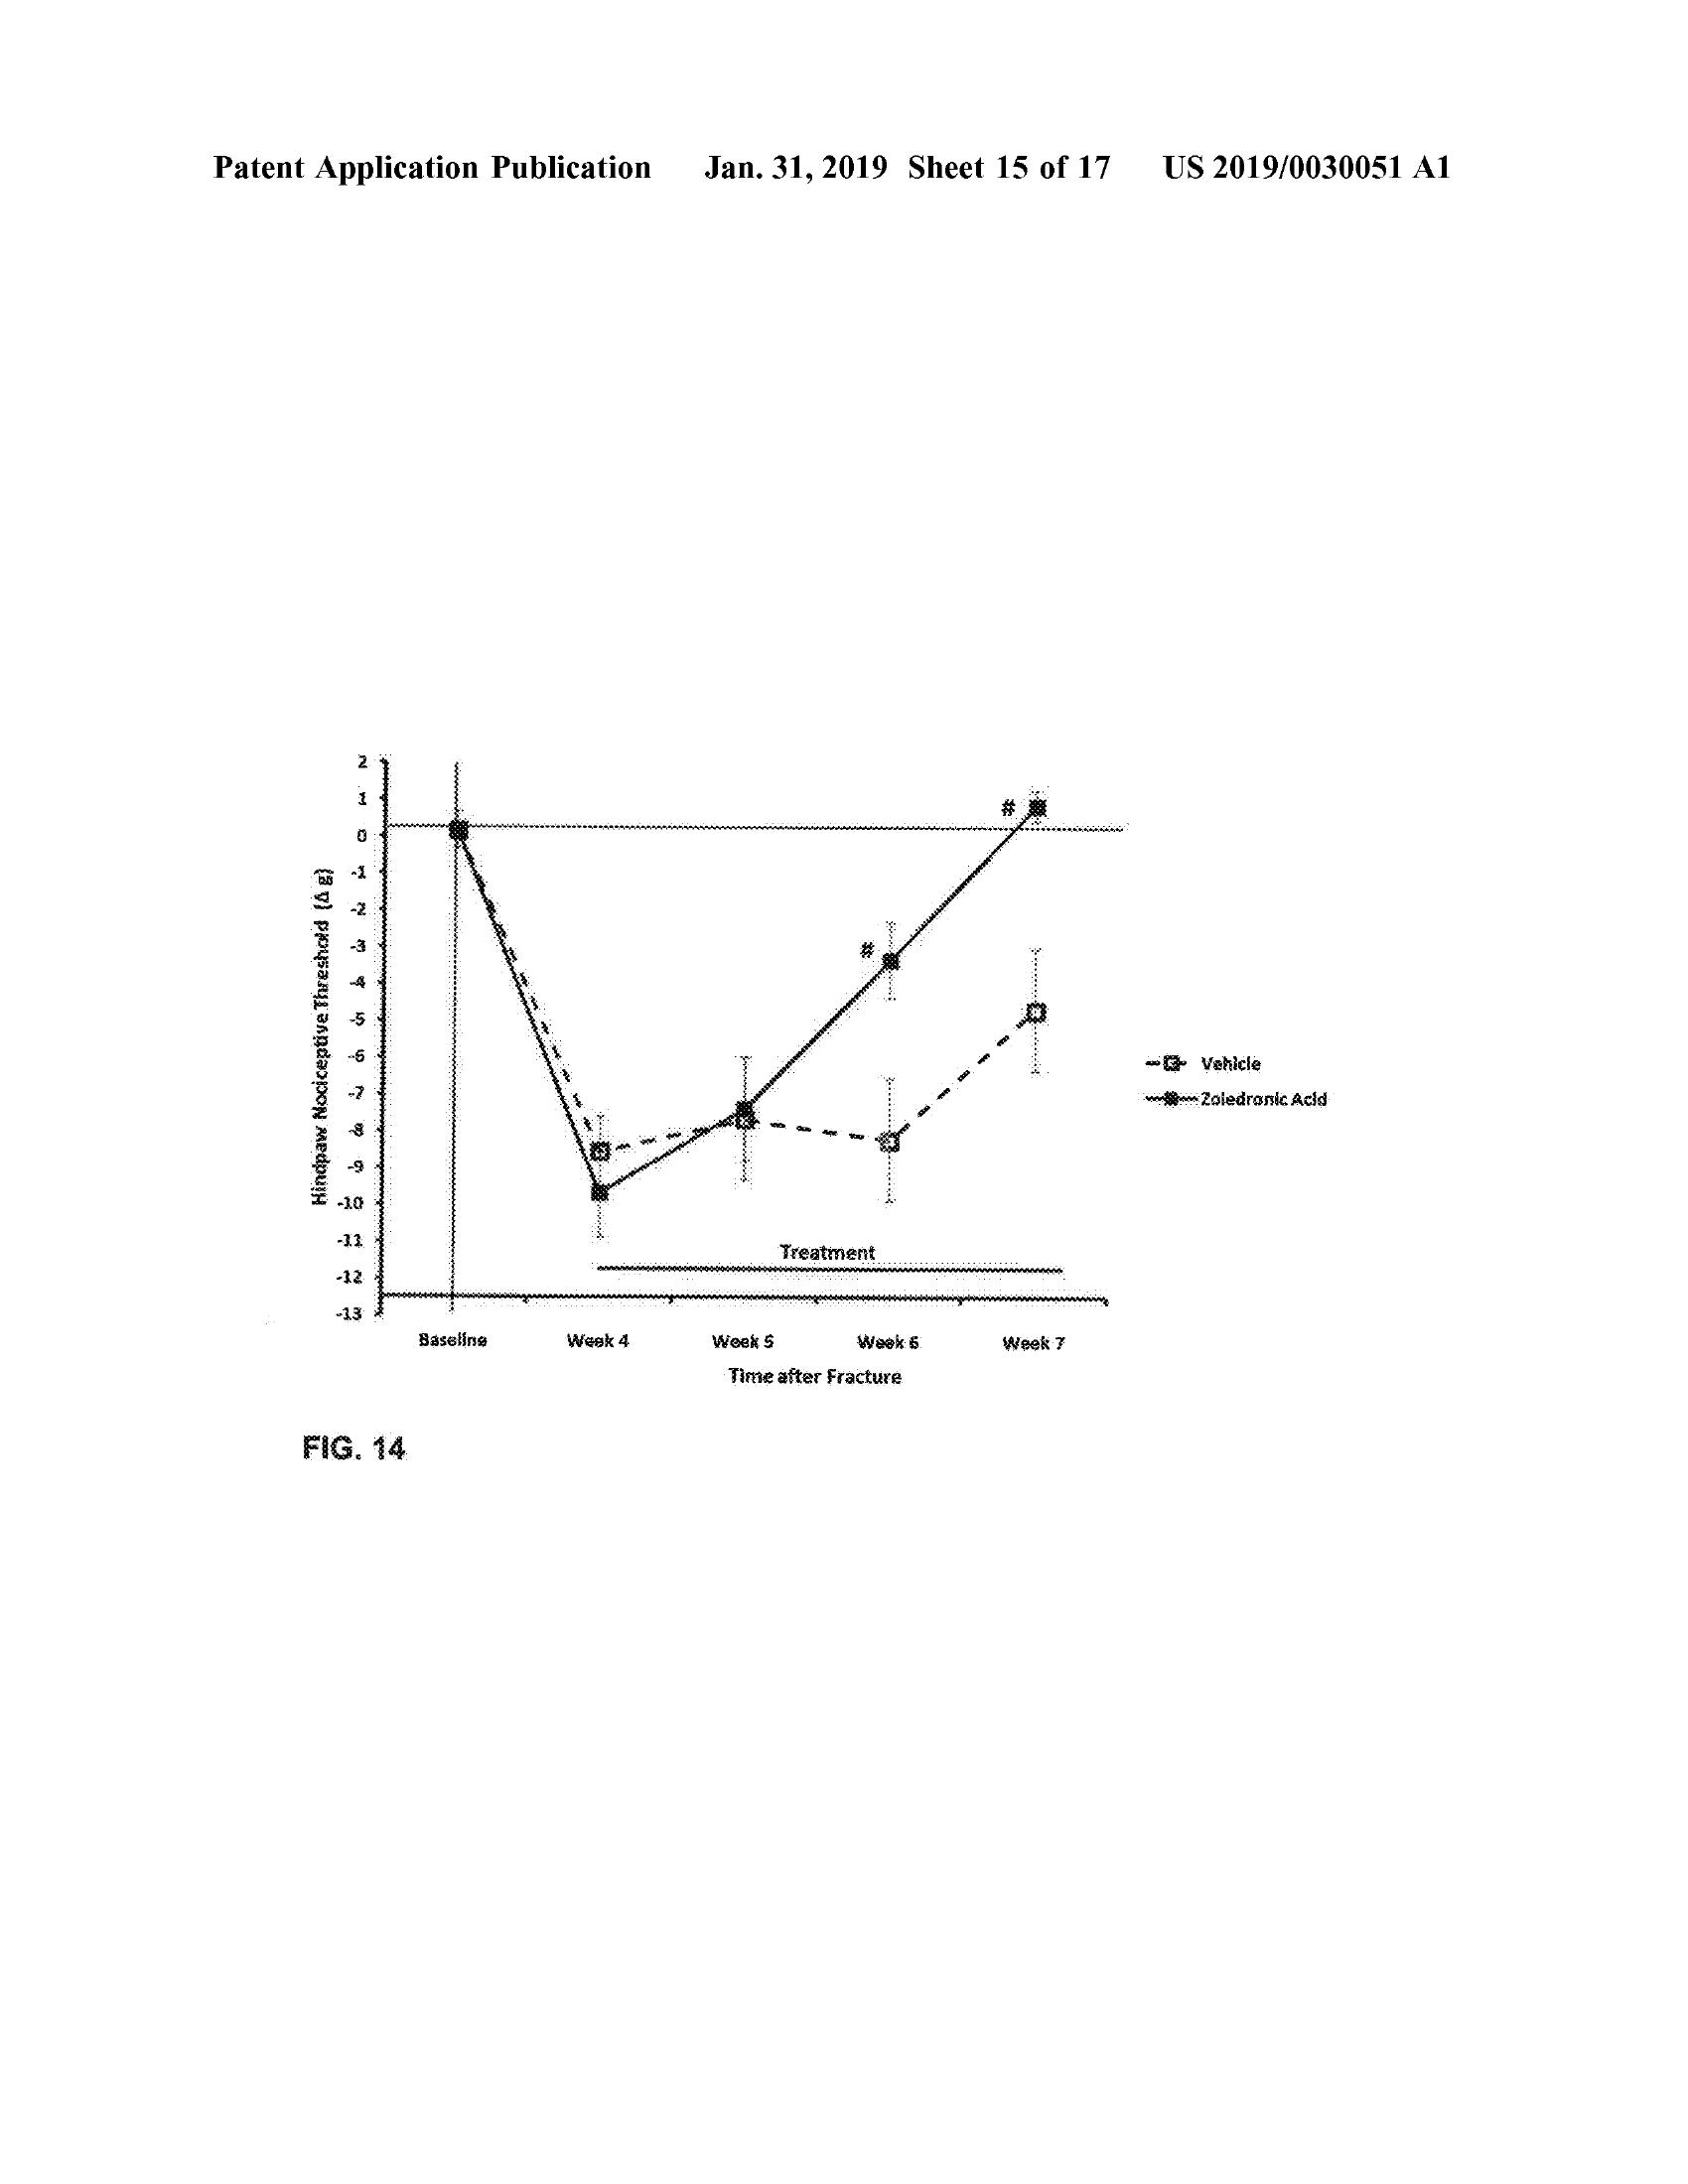 Patent Application Publication Jan. 31, 2019 Sheet 15 of 17 US 2019/0030051 A1
2
1
0
-1
-2
-3
-4
-5
-6
-7
-8
-9
-10
-11
-12
-13
Hindpaw Nociceptive Threshold (Δ g)
#
#
Vehicle
Zoledronic Acid
Treatment
Baseline Week 4 Week 5 Week 6 Week 7
Time after Fracture
FIG. 14